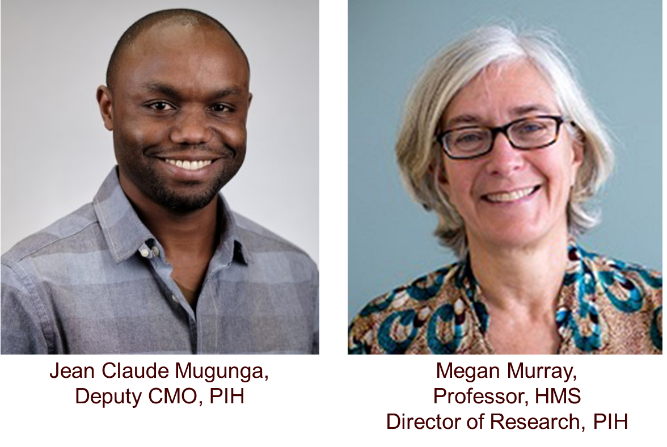 Jean Claude Mugunga,
Deputy CMO, PIH
Megan Murray,
Professor, HMS
Director of Research, PIH